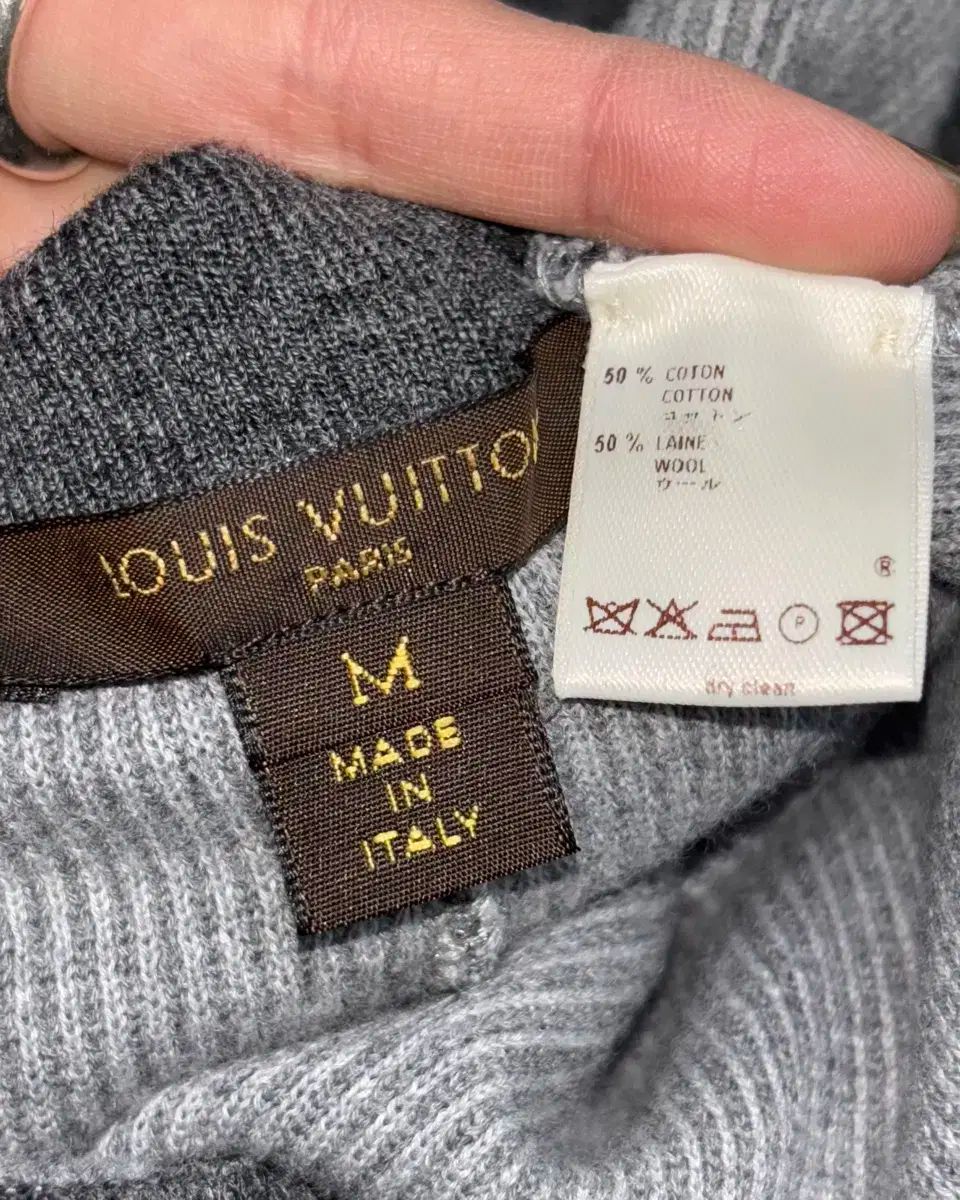 LOUIS VUITTON
PARIS
M
MADE
IN
ITALY
50 % COTON
COTTON
コットン
50 % LAINE
WOOL
ウール
®
P
dry clean